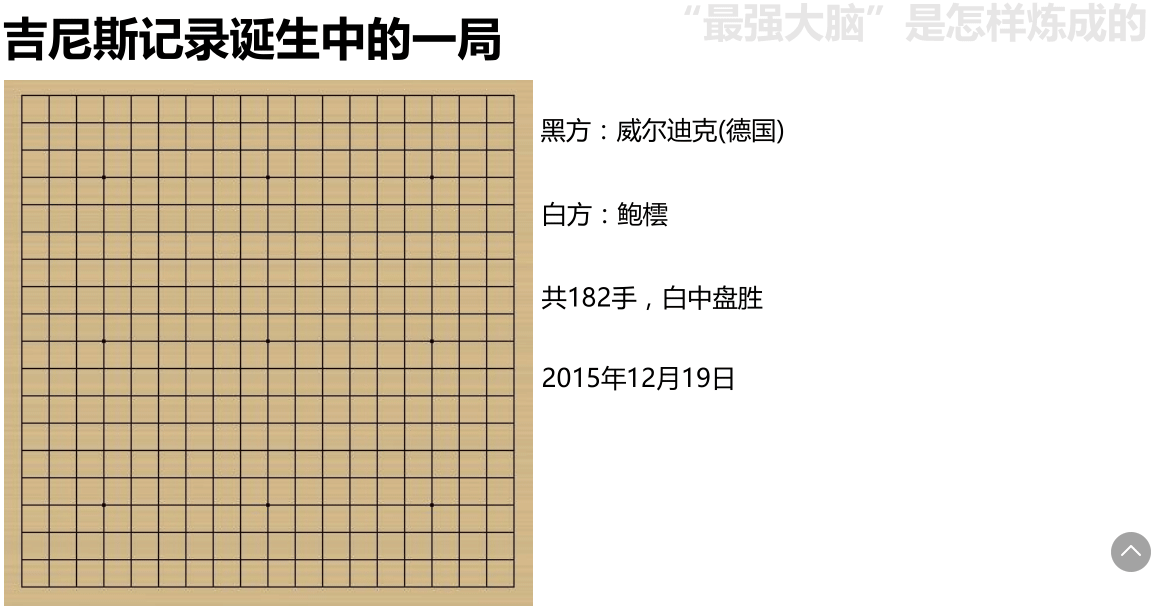 “最强大脑”是怎样炼成的
吉尼斯记录诞生中的一局
黑方：威尔迪克(德国)
白方：鲍橒
共182手，白中盘胜
2015年12月19日